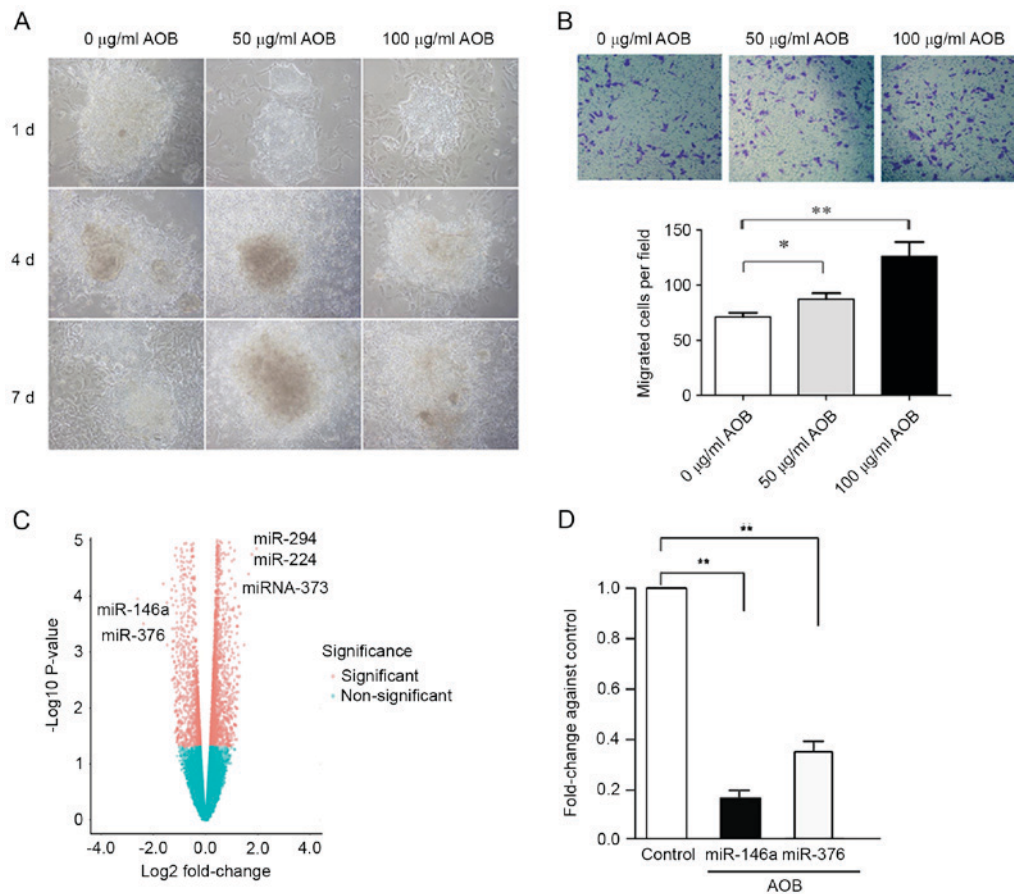 A
0 μg/ml AOB 50 μg/ml AOB 100 μg/ml AOB
1 d
4 d
7 d
B
0 μg/ml AOB 50 μg/ml AOB 100 μg/ml AOB
**
*
Migrated cells per field
150
100
50
0
0 μg/ml AOB
50 μg/ml AOB
100 μg/ml AOB
C
-Log10 P-value
5
4
3
2
1
0
miR-294
miR-224
miRNA-373
miR-146a
miR-376
Significance
Significant
Non-significant
-4.0 -2.0 0.0 2.0 4.0
Log2 fold-change
D
**
**
Fold-change against control
1.0
0.8
0.6
0.4
0.2
0.0
Control miR-146a miR-376
AOB